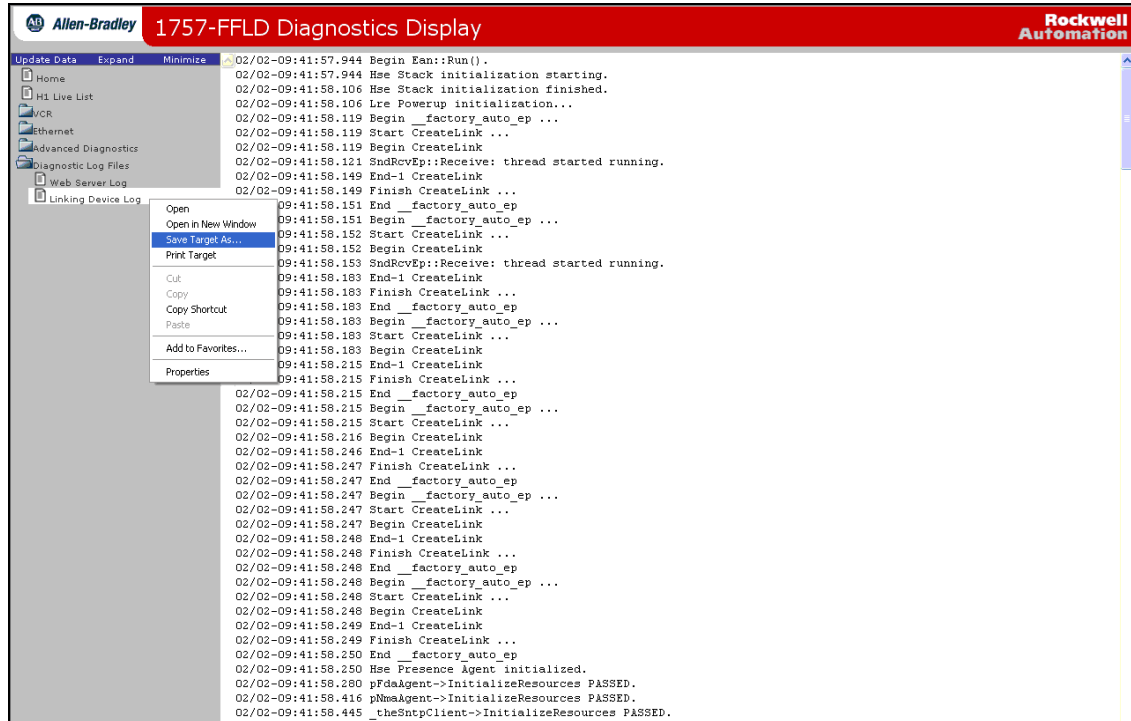 AB Allen-Bradley
1757-FFLD Diagnostics Display
Rockwell
Automation
Update Data Expand Minimize
Home
H1 Live List
VCR
Ethernet
Advanced Diagnostics
Diagnostic Log Files
Web Server Log
Linking Device Log
Open
Open in New Window
Save Target As...
Print Target
Cut
Copy
Copy Shortcut
Paste
Add to Favorites...
Properties
02/02-09:41:57.944 Begin Ean::Run().
02/02-09:41:57.944 Hse Stack initialization starting.
02/02-09:41:58.106 Hse Stack initialization finished.
02/02-09:41:58.106 Lre Powerup initialization...
02/02-09:41:58.119 Begin __factory_auto_ep ...
02/02-09:41:58.119 Start CreateLink ...
02/02-09:41:58.119 Begin CreateLink
02/02-09:41:58.121 SndRcvEp::Receive: thread started running.
02/02-09:41:58.149 End-1 CreateLink
02/02-09:41:58.149 Finish CreateLink ...
09:41:58.151 End __factory_auto_ep
09:41:58.151 Begin __factory_auto_ep ...
09:41:58.152 Start CreateLink ...
09:41:58.152 Begin CreateLink
09:41:58.153 SndRcvEp::Receive: thread started running.
09:41:58.183 End-1 CreateLink
09:41:58.183 Finish CreateLink ...
09:41:58.183 End __factory_auto_ep
09:41:58.183 Begin __factory_auto_ep ...
09:41:58.183 Start CreateLink ...
09:41:58.183 Begin CreateLink
09:41:58.215 End-1 CreateLink
09:41:58.215 Finish CreateLink ...
02/02-09:41:58.215 End __factory_auto_ep
02/02-09:41:58.215 Begin __factory_auto_ep ...
02/02-09:41:58.215 Start CreateLink ...
02/02-09:41:58.216 Begin CreateLink
02/02-09:41:58.246 End-1 CreateLink
02/02-09:41:58.247 Finish CreateLink ...
02/02-09:41:58.247 End __factory_auto_ep
02/02-09:41:58.247 Begin __factory_auto_ep ...
02/02-09:41:58.247 Start CreateLink ...
02/02-09:41:58.247 Begin CreateLink
02/02-09:41:58.248 End-1 CreateLink
02/02-09:41:58.248 Finish CreateLink ...
02/02-09:41:58.248 End __factory_auto_ep
02/02-09:41:58.248 Begin __factory_auto_ep ...
02/02-09:41:58.248 Start CreateLink ...
02/02-09:41:58.248 Begin CreateLink
02/02-09:41:58.249 End-1 CreateLink
02/02-09:41:58.249 Finish CreateLink ...
02/02-09:41:58.250 End __factory_auto_ep
02/02-09:41:58.250 Hse Presence Agent initialized.
02/02-09:41:58.280 pFdaAgent->InitializeResources PASSED.
02/02-09:41:58.416 pNmaAgent->InitializeResources PASSED.
02/02-09:41:58.445 _theSntpClient->InitializeResources PASSED.